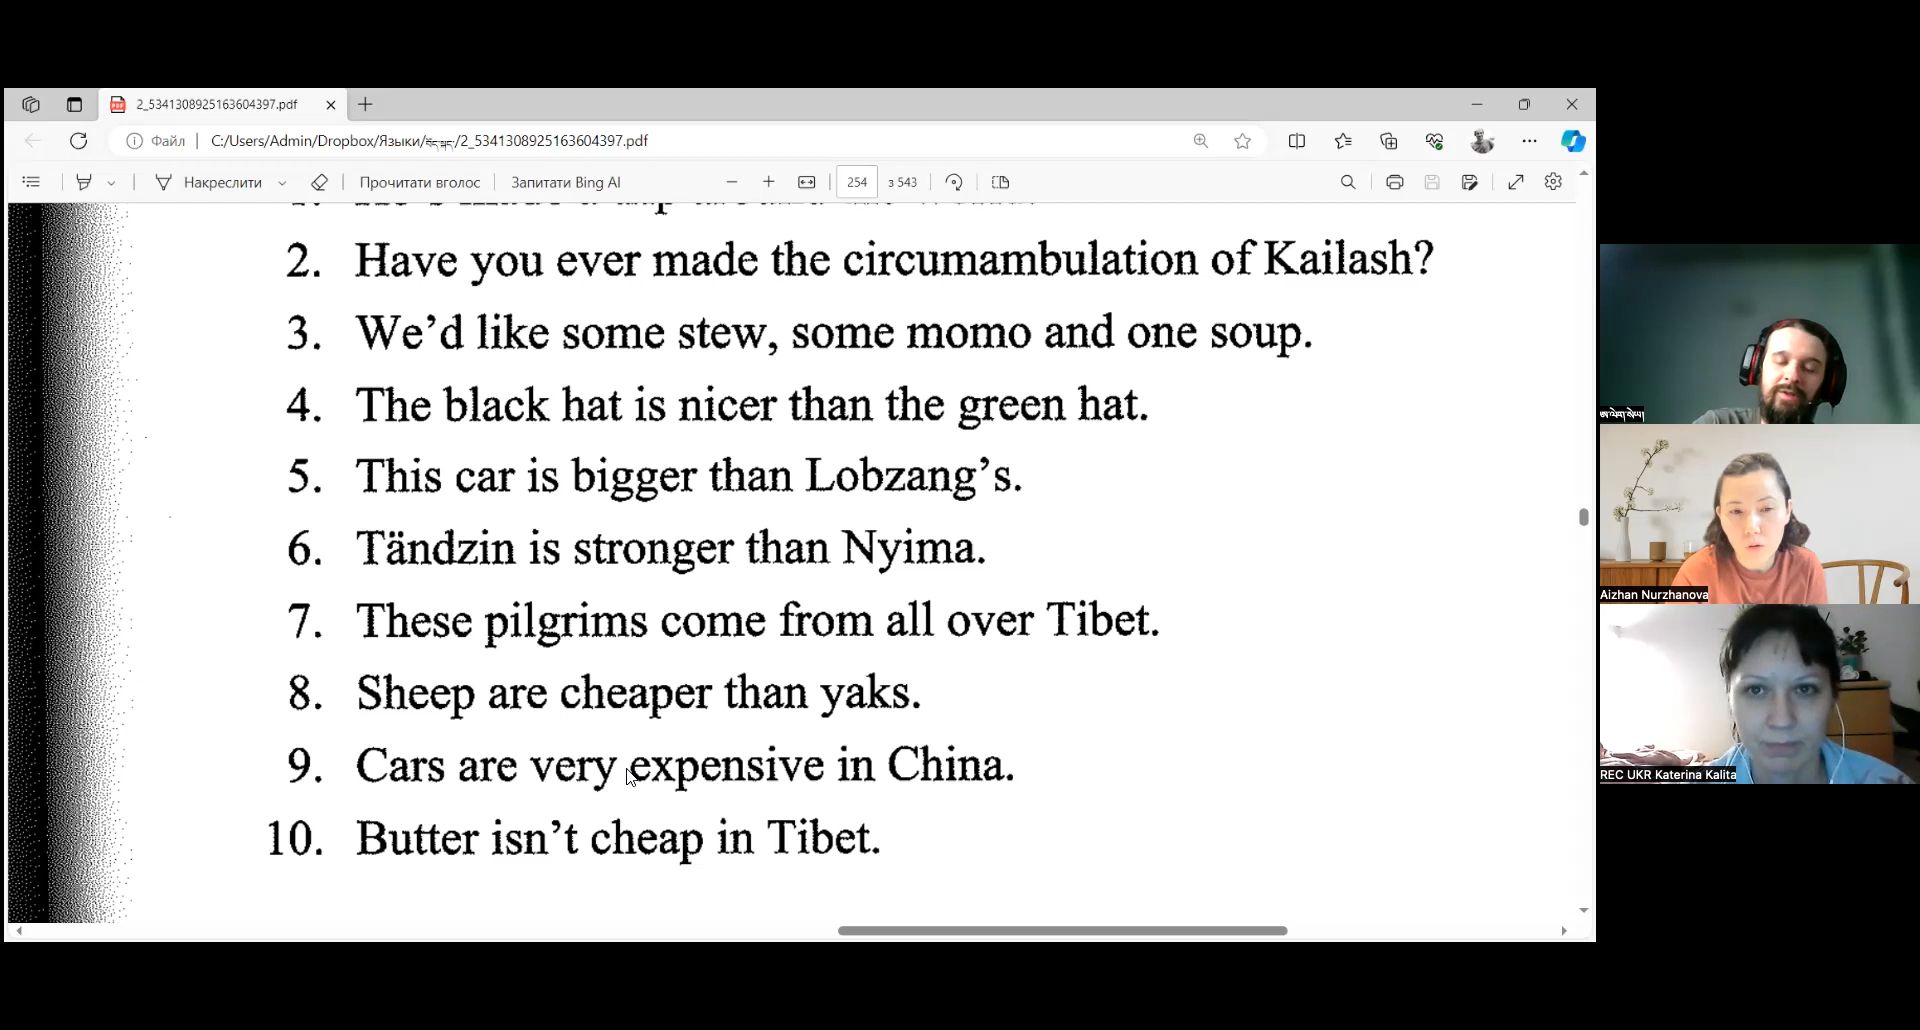 2_5341308925163604397.pdf
Файл
C:/Users/Admin/Dropbox/Языки/བོད་སྐད/2_5341308925163604397.pdf
Накреслити
Прочитати вголос
Запитати Bing AI
254
з 543
2. Have you ever made the circumambulation of Kailash?
3. We’d like some stew, some momo and one soup.
4. The black hat is nicer than the green hat.
5. This car is bigger than Lobzang’s.
6. Tändzin is stronger than Nyima.
7. These pilgrims come from all over Tibet.
8. Sheep are cheaper than yaks.
9. Cars are very expensive in China.
10. Butter isn’t cheap in Tibet.
Aizhan Nurzhanova
REC UKR Katerina Kalita